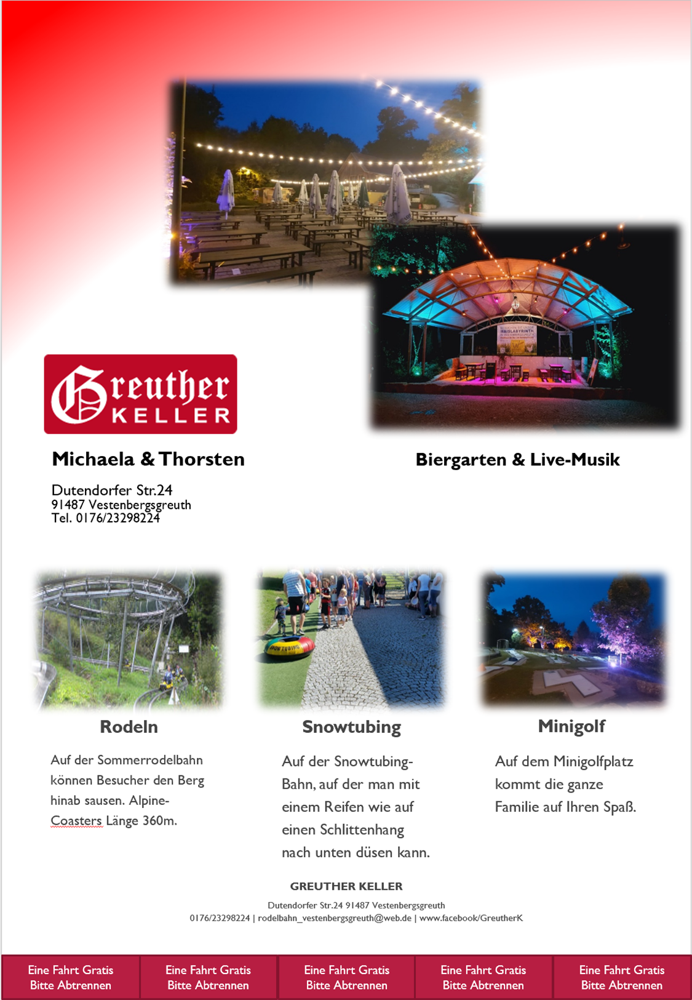 BESUCHEN SIE UNSER
MAISLABYRINTH
Greuther
KELLER
Michaela & Thorsten
Biergarten & Live-Musik
Dutendorfer Str.24
91487 Vestenbergsgreuth
Tel. 0176/23298224
SNOWTUBING
Rodeln
Auf der Sommerrodelbahn
können Besucher den Berg
hinab sausen. Alpine-
Coasters Länge 360m.
Snowtubing
Auf der Snowtubing-
Bahn, auf der man mit
einem Reifen wie auf
einen Schlittenhang
nach unten düsen kann.
Minigolf
Auf dem Minigolfplatz
kommt die ganze
Familie auf Ihren Spaß.
GREUTHER KELLER
Dutendorfer Str.24 91487 Vestenbergsgreuth
0176/23298224 | rodelbahn_vestenbergsgreuth@web.de | www.facebook/GreutherK
Eine Fahrt Gratis
Bitte Abtrennen
Eine Fahrt Gratis
Bitte Abtrennen
Eine Fahrt Gratis
Bitte Abtrennen
Eine Fahrt Gratis
Bitte Abtrennen
Eine Fahrt Gratis
Bitte Abtrennen